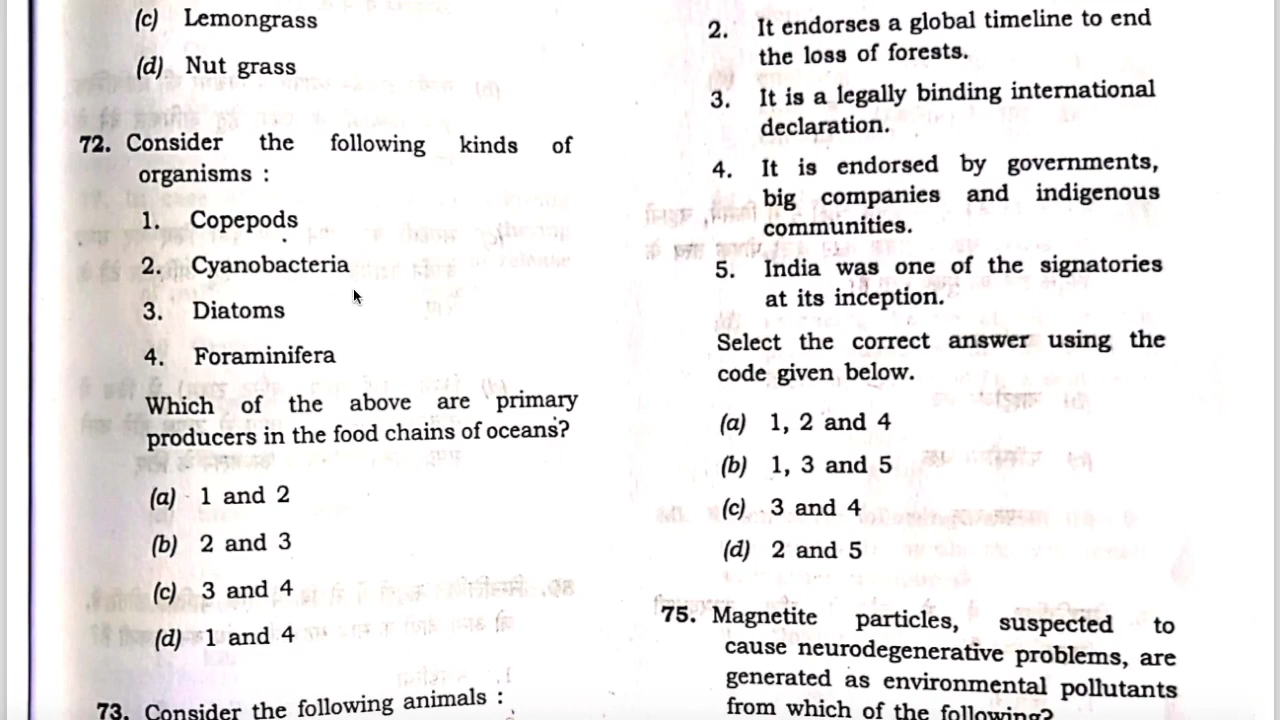 (c) Lemongrass
(d) Nut grass
72. Consider the following kinds of
organisms :
1. Copepods
2. Cyanobacteria
3. Diatoms
4. Foraminifera
Which of the above are primary
producers in the food chains of oceans?
(a) 1 and 2
(b) 2 and 3
(c) 3 and 4
(d) 1 and 4
73. Consider the following animals :
2. It endorses a global timeline to end
the loss of forests.
3. It is a legally binding international
declaration.
4. It is endorsed by governments,
big companies and indigenous
communities.
5. India was one of the signatories
at its inception.
Select the correct answer using the
code given below.
(a) 1, 2 and 4
(b) 1, 3 and 5
(c) 3 and 4
(d) 2 and 5
75. Magnetite particles, suspected to
cause neurodegenerative problems, are
generated as environmental pollutants
from which of the following?